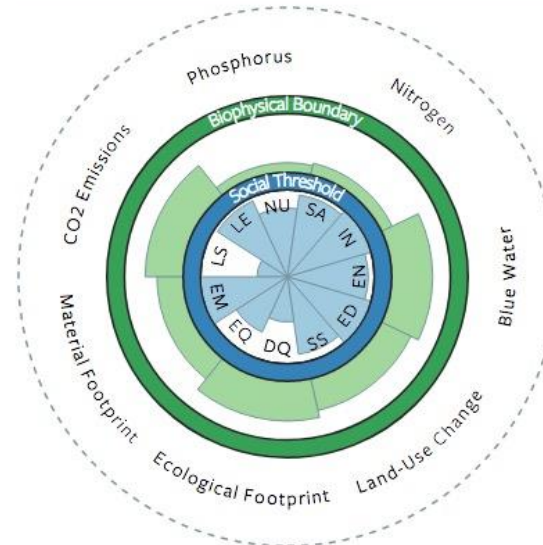 Phosphorus
Nitrogen
Biophysical Boundary
CO2 Emissions
Social Threshold
LE
NU
SA
IN
LS
EN
Blue Water
EM
ED
EQ
DQ
SS
Material Footprint
Land-Use Change
Ecological Footprint